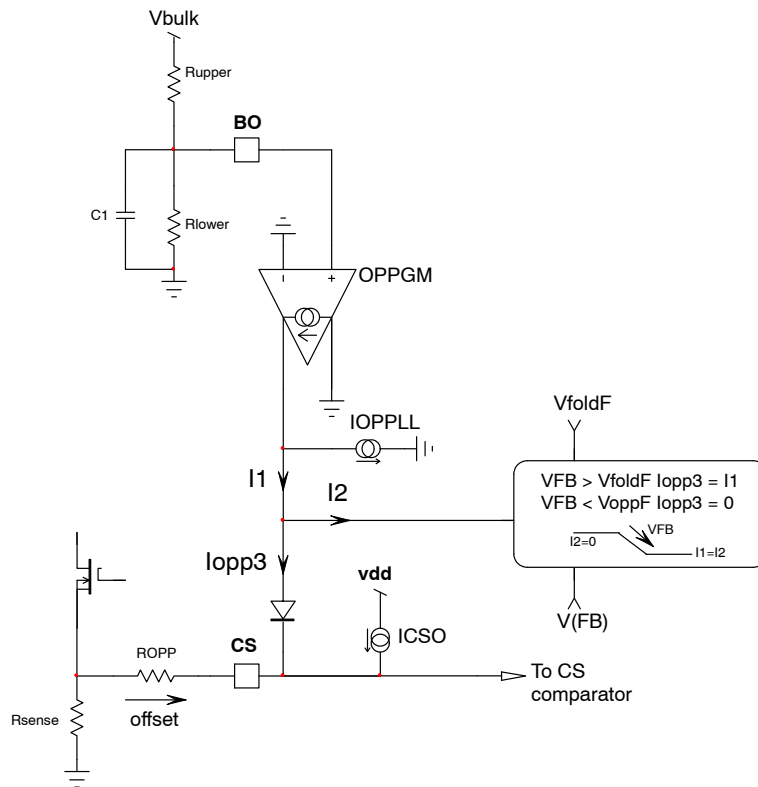 Vbulk
Rupper
BO
C1
Rlower
- +
OPPGM
IOPPLL
VfoldF
I1
I2
VFB > VfoldF Iopp3 = I1
VFB < VoppF Iopp3 = 0
VFB
I2=0
I1=I2
Iopp3
vdd
V(FB)
ROPP
CS
ICSO
To CS
comparator
offset
Rsense